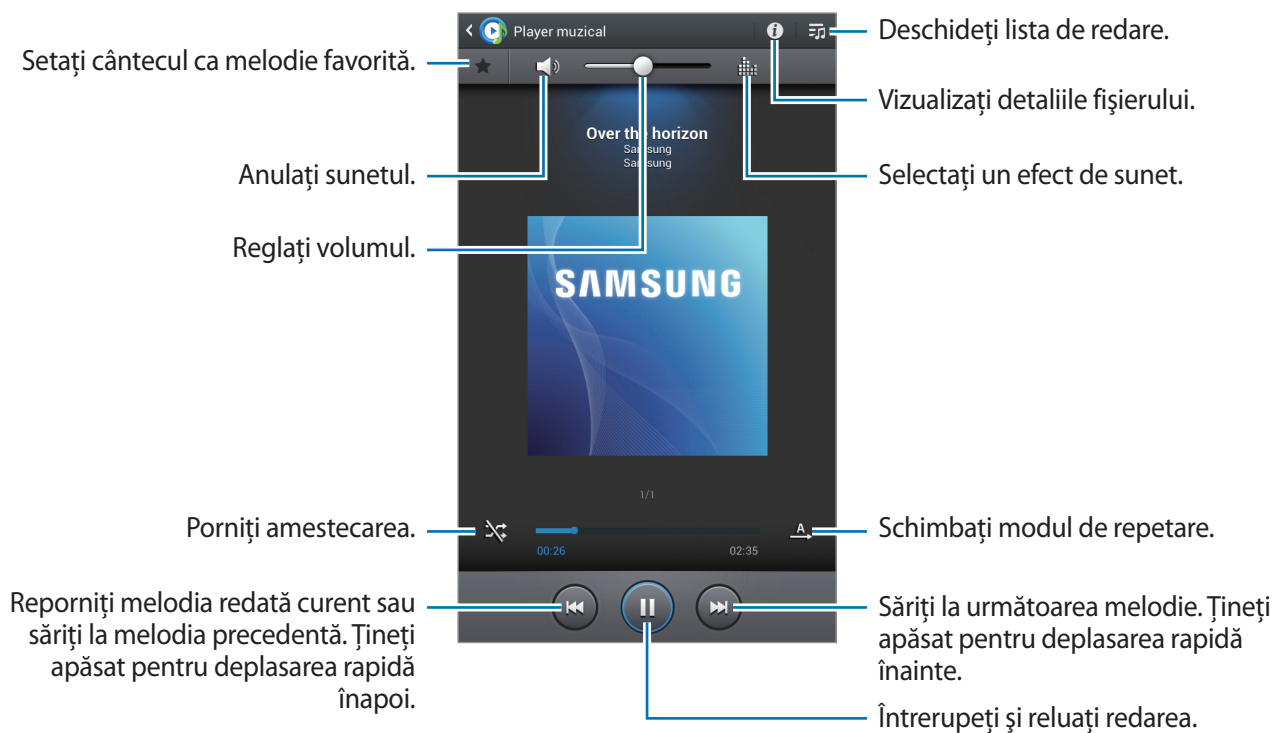 Player muzical
Deschideți lista de redare.
Setați cântecul ca melodie favorită.
Vizualizați detaliile fişierului.
Over the horizon
Samsung
Samsung
Anulați sunetul.
Selectați un efect de sunet.
Reglați volumul.
SAMSUNG
1/1
Porniți amestecarea.
A
Schimbați modul de repetare.
00:26
02:35
Reporniți melodia redată curent sau
săriți la melodia precedentă. Țineți
apăsat pentru deplasarea rapidă
înapoi.
Săriți la următoarea melodie. Țineți
apăsat pentru deplasarea rapidă
înainte.
Întrerupeți şi reluați redarea.